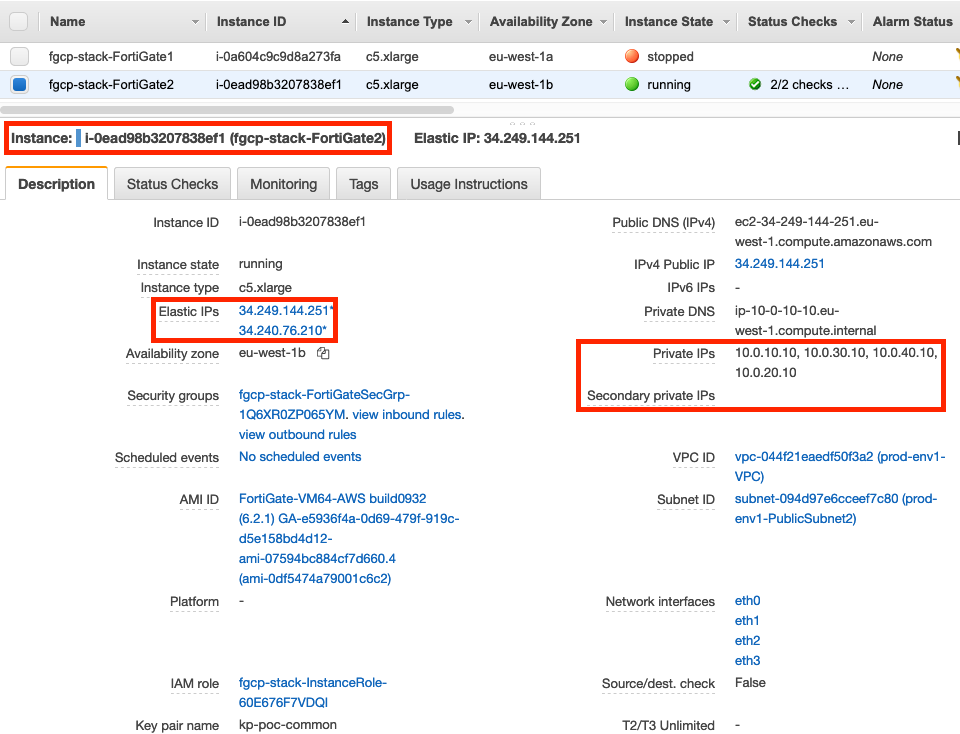 Name Instance ID Instance Type Availability Zone Instance State Status Checks Alarm Status
fgcp-stack-FortiGate1 i-0a604c9c9d8a273fa c5.xlarge eu-west-1a stopped None
fgcp-stack-FortiGate2 i-0ead98b3207838ef1 c5.xlarge eu-west-1b running 2/2 checks … None
Instance: i-0ead98b3207838ef1 (fgcp-stack-FortiGate2) Elastic IP: 34.249.144.251
Description Status Checks Monitoring Tags Usage Instructions
Instance ID i-0ead98b3207838ef1
Public DNS (IPv4) ec2-34-249-144-251.eu-
west-1.compute.amazonaws.com
Instance state running
IPv4 Public IP 34.249.144.251
Instance type c5.xlarge
IPv6 IPs -
Elastic IPs 34.249.144.251*
34.240.76.210*
Private DNS ip-10-0-10-10.eu-
west-1.compute.internal
Availability zone eu-west-1b
Private IPs 10.0.10.10, 10.0.30.10, 10.0.40.10,
10.0.20.10
Security groups fgcp-stack-FortiGateSecGrp-
1Q6XR0ZP065YM. view inbound rules.
view outbound rules
Secondary private IPs
Scheduled events No scheduled events
VPC ID vpc-044f21eaedf50f3a2 (prod-env1-
VPC)
AMI ID FortiGate-VM64-AWS build0932
(6.2.1) GA-e5936f4a-0d69-479f-919c-
d5e158bd4d12-
ami-07594bc884cf7d660.4
(ami-0df5474a79001c6c2)
Subnet ID subnet-094d97e6cceef7c80 (prod-
env1-PublicSubnet2)
Platform -
Network interfaces eth0
eth1
eth2
eth3
IAM role fgcp-stack-InstanceRole-
60E676F7VDQI
Source/dest. check False
Key pair name kp-poc-common
T2/T3 Unlimited -